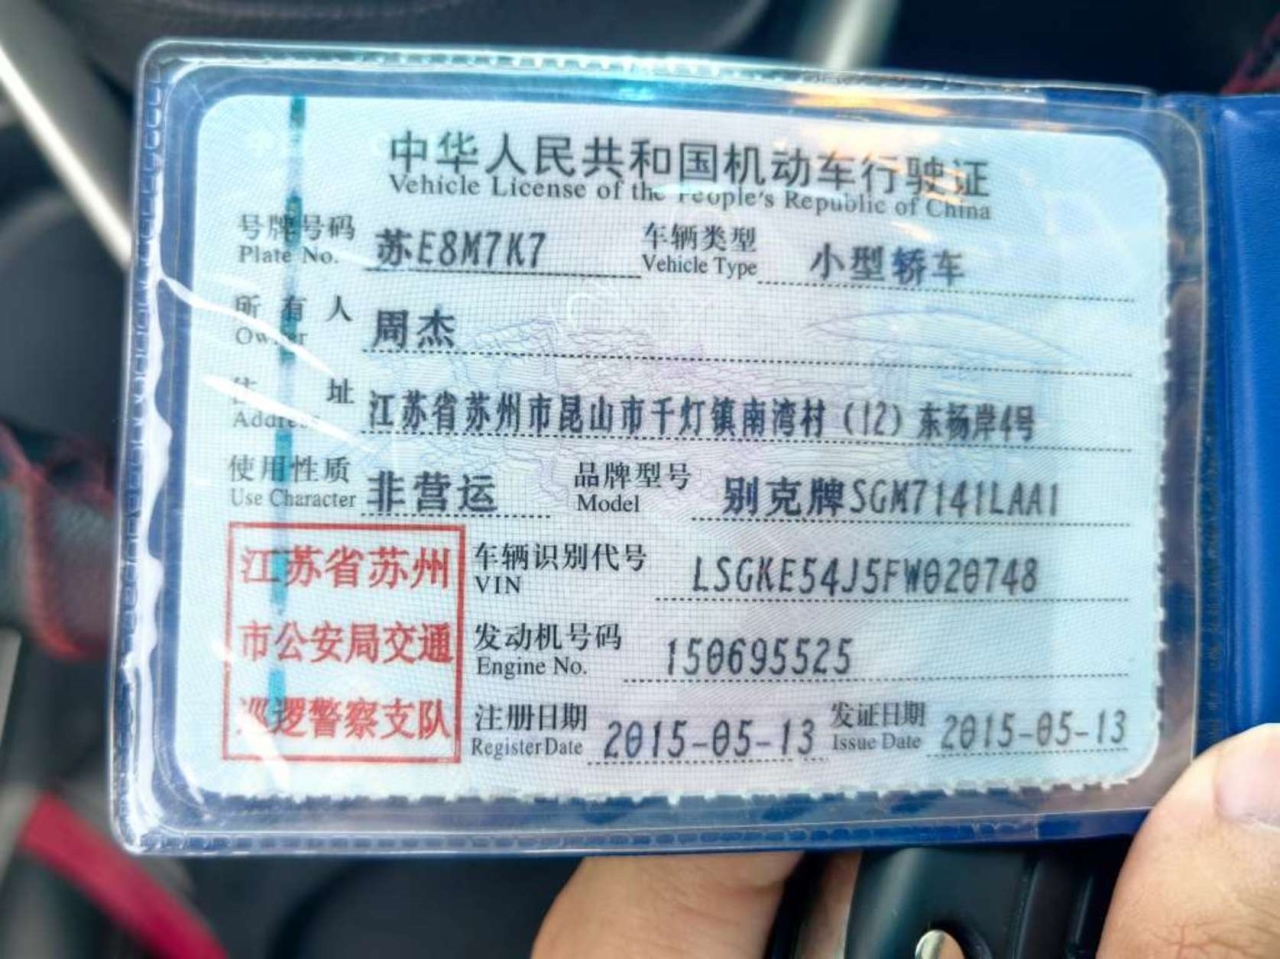 中华人民共和国机动车行驶证
Vehicle License of the People's Republic of China
号牌号码 苏E8M7K7 车辆类型 小型轿车
Plate No. Vehicle Type
所有人 周杰
Owner
住址 江苏省苏州市昆山市千灯镇南湾村（12）东杨岸4号
Address
使用性质 非营运 品牌型号 别克牌SGM7141LAA1
Use Character Model
江苏省苏州 车辆识别代号 LSGKE54J5FW020748
VIN
市公安局交通 发动机号码 150695525
Engine No.
巡逻警察支队 注册日期 2015-05-13 发证日期 2015-05-13
Register Date Issue Date